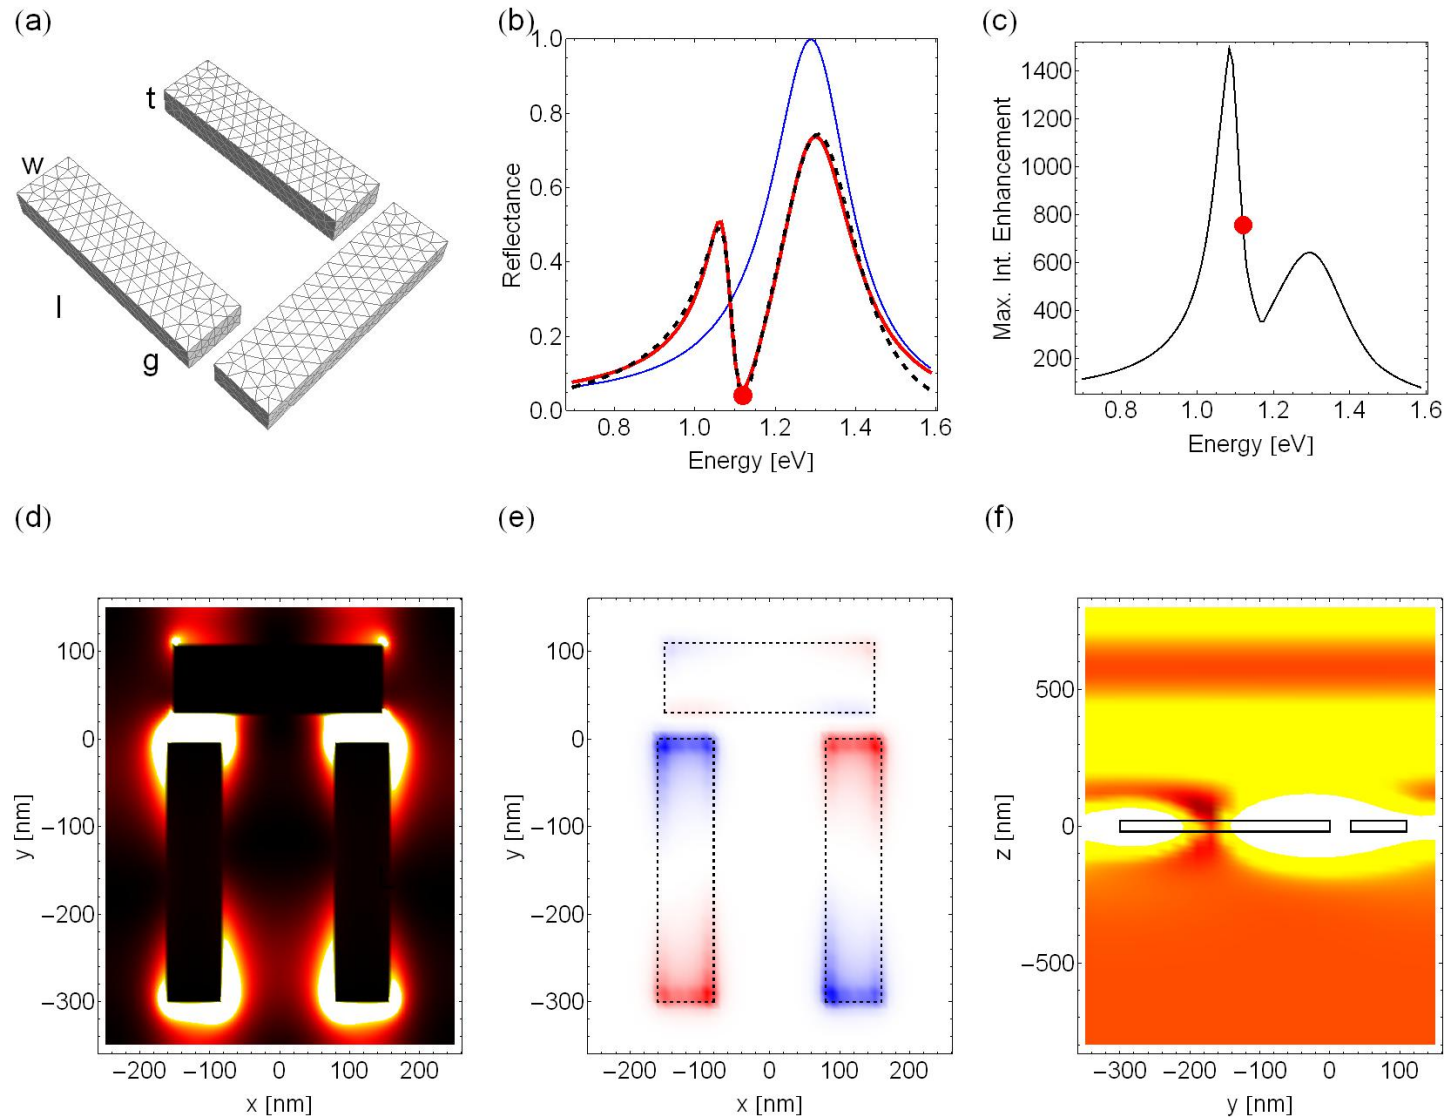 (a)
t
w
l
g
(b)
1.0
0.8
0.6
0.4
0.2
0.0
Reflectance
0.8 1.0 1.2 1.4 1.6
Energy [eV]
(c)
1400
1200
1000
800
600
400
200
Max. Int. Enhancement
0.8 1.0 1.2 1.4 1.6
Energy [eV]
(d)
100
0
−100
−200
−300
y [nm]
−200 −100 0 100 200
x [nm]
(e)
100
0
−100
−200
−300
y [nm]
−200 −100 0 100 200
x [nm]
(f)
500
0
−500
z [nm]
−300 −200 −100 0 100
y [nm]